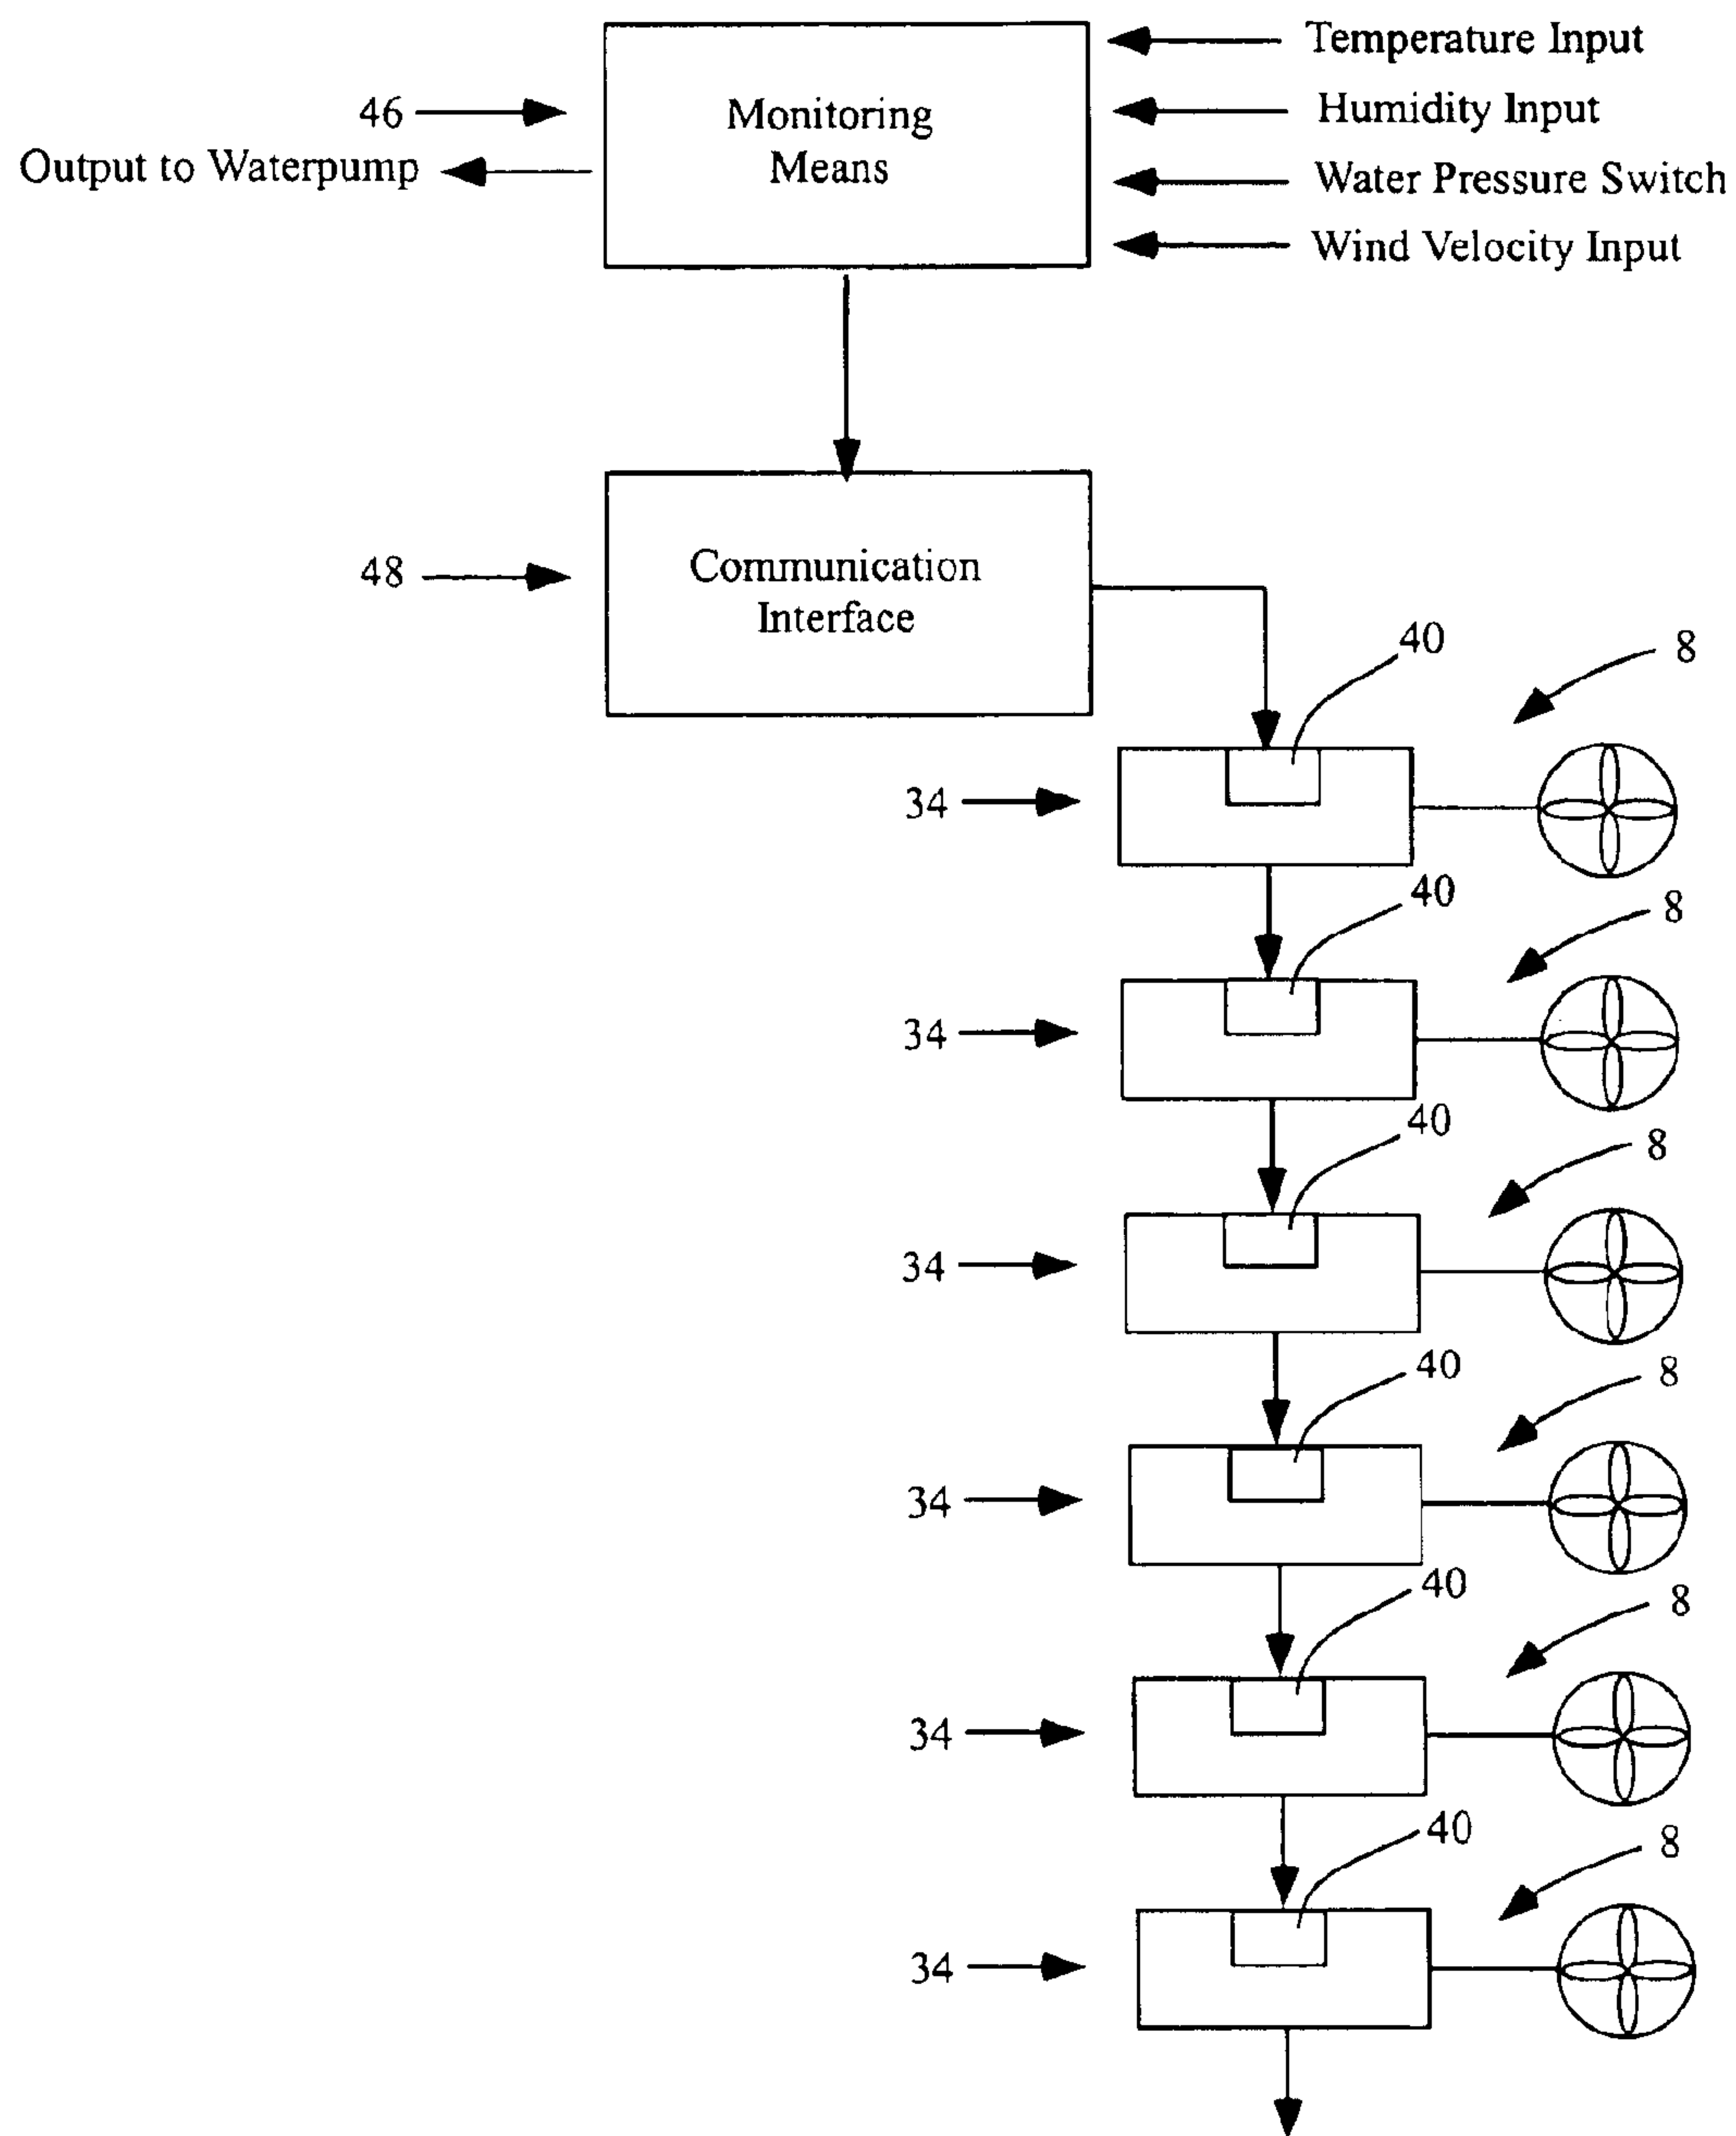 Temperature Input
46
Monitoring
Means
Humidity Input
Output to Waterpump
Water Pressure Switch
Wind Velocity Input
48
Communication
Interface
40
8
34
40
8
34
40
8
34
40
8
34
40
8
34
40
8
34